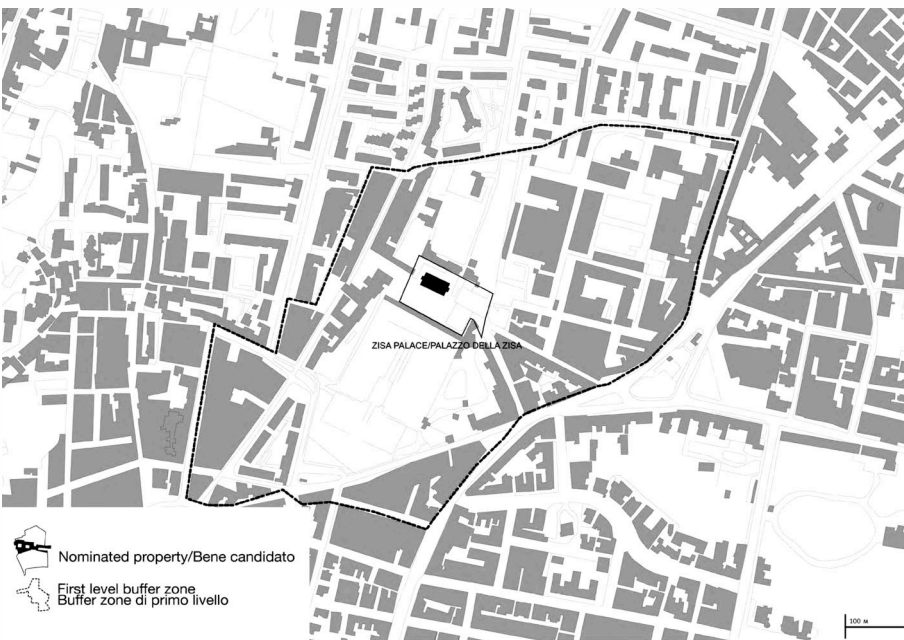 ZISA PALACE/PALAZZO DELLA ZISA
Nominated property/Bene candidato
First level buffer zone
Buffer zone di primo livello
100 M